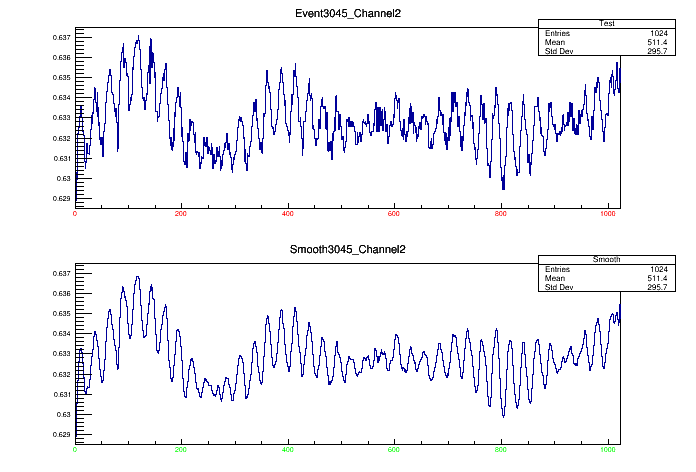 Event3045_Channel2
Test
Entries 1024
Mean 511.4
Std Dev 295.7
0.637
0.636
0.635
0.634
0.633
0.632
0.631
0.63
0.629
0 200 400 600 800 1000
Smooth3045_Channel2
Smooth
Entries 1024
Mean 511.4
Std Dev 295.7
0.637
0.636
0.635
0.634
0.633
0.632
0.631
0.63
0.629
0 200 400 600 800 1000